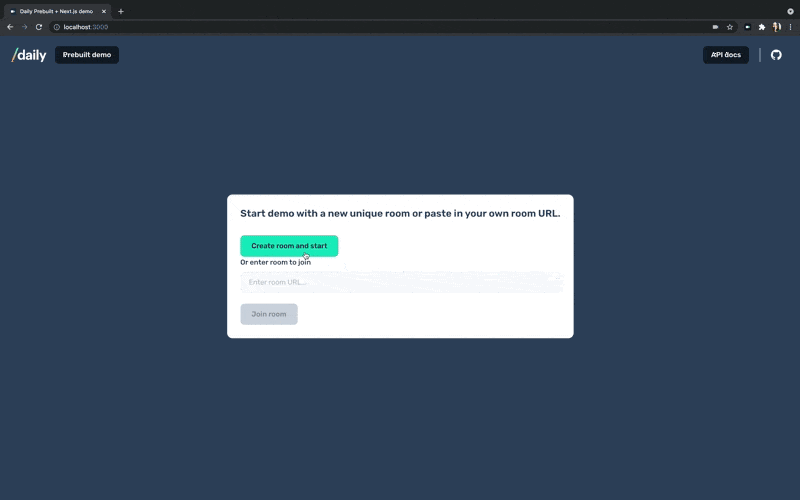 Daily Prebuilt + Next.js demo
localhost:3000
/daily
Prebuilt demo
API docs
Start demo with a new unique room or paste in your own room URL.
Create room and start
Or enter room to join
Enter room URL...
Join room